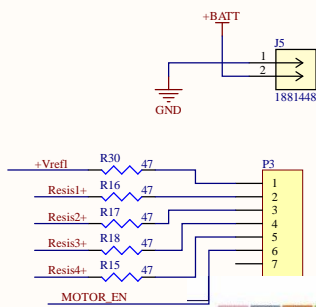 +BATT
J5
1
2
1881448
GND
+Vref1 R30 47
P3
1
Resis1+ R16 47
2
Resis2+ R17 47
3
Resis3+ R18 47
4
Resis4+ R15 47
5
6
7
MOTOR_EN